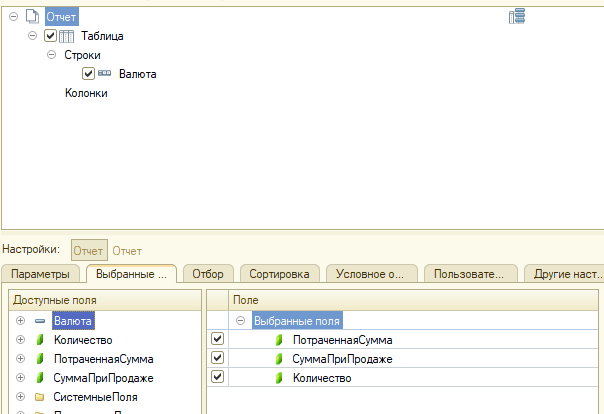 Отчет
Таблица
Строки
Валюта
Колонки
Настройки: Отчет Отчет
Параметры Выбранные ... Отбор Сортировка Условное о... Пользовате... Другие наст...
Доступные поля Поле
Валюта Выбранные поля
Количество ПотраченнаяСумма
ПотраченнаяСумма СуммаПриПродаже
СуммаПриПродаже Количество
СистемныеПоля